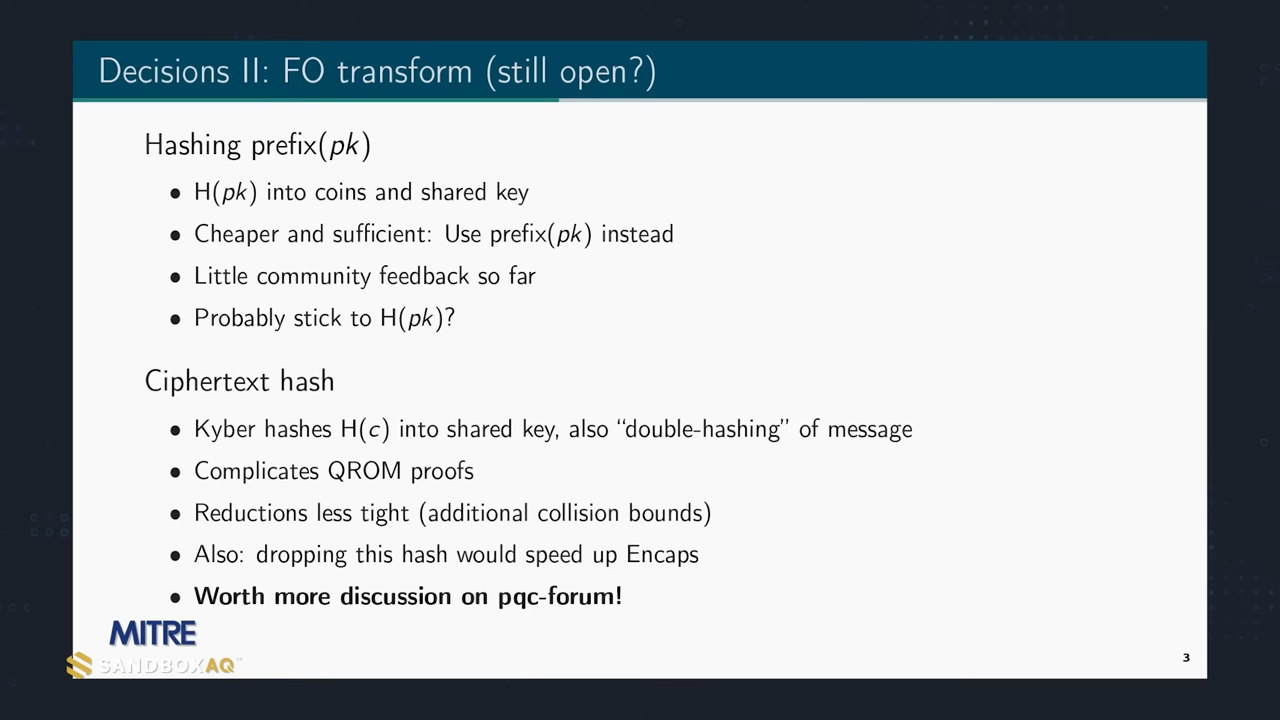 Decisions II: FO transform (still open?)
Hashing prefix(pk)
• H(pk) into coins and shared key
• Cheaper and sufficient: Use prefix(pk) instead
• Little community feedback so far
• Probably stick to H(pk)?
Ciphertext hash
• Kyber hashes H(c) into shared key, also “double-hashing” of message
• Complicates QROM proofs
• Reductions less tight (additional collision bounds)
• Also: dropping this hash would speed up Encaps
• Worth more discussion on pqc-forum!
MITRE
SANDBOXAQ™
3